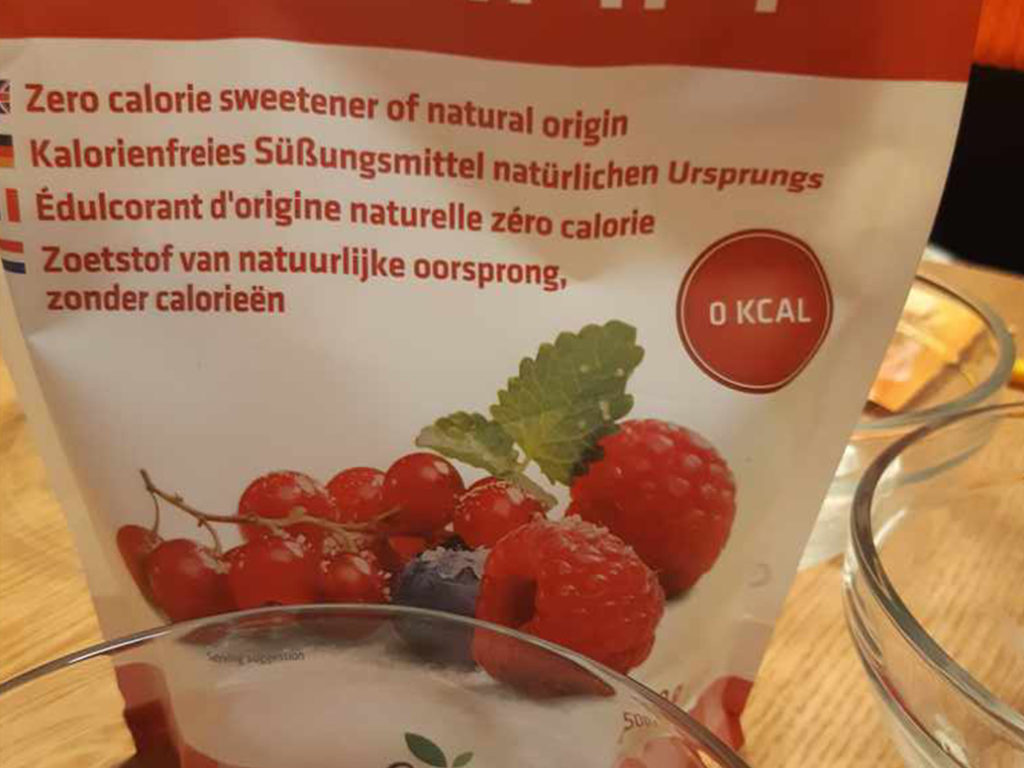 Zero calorie sweetener of natural origin
Kalorienfreies Süßungsmittel natürlichen Ursprungs
Édulcorant d'origine naturelle zéro calorie
Zoetstof van natuurlijke oorsprong,
zonder calorieën
0 KCAL
Serving suggestion